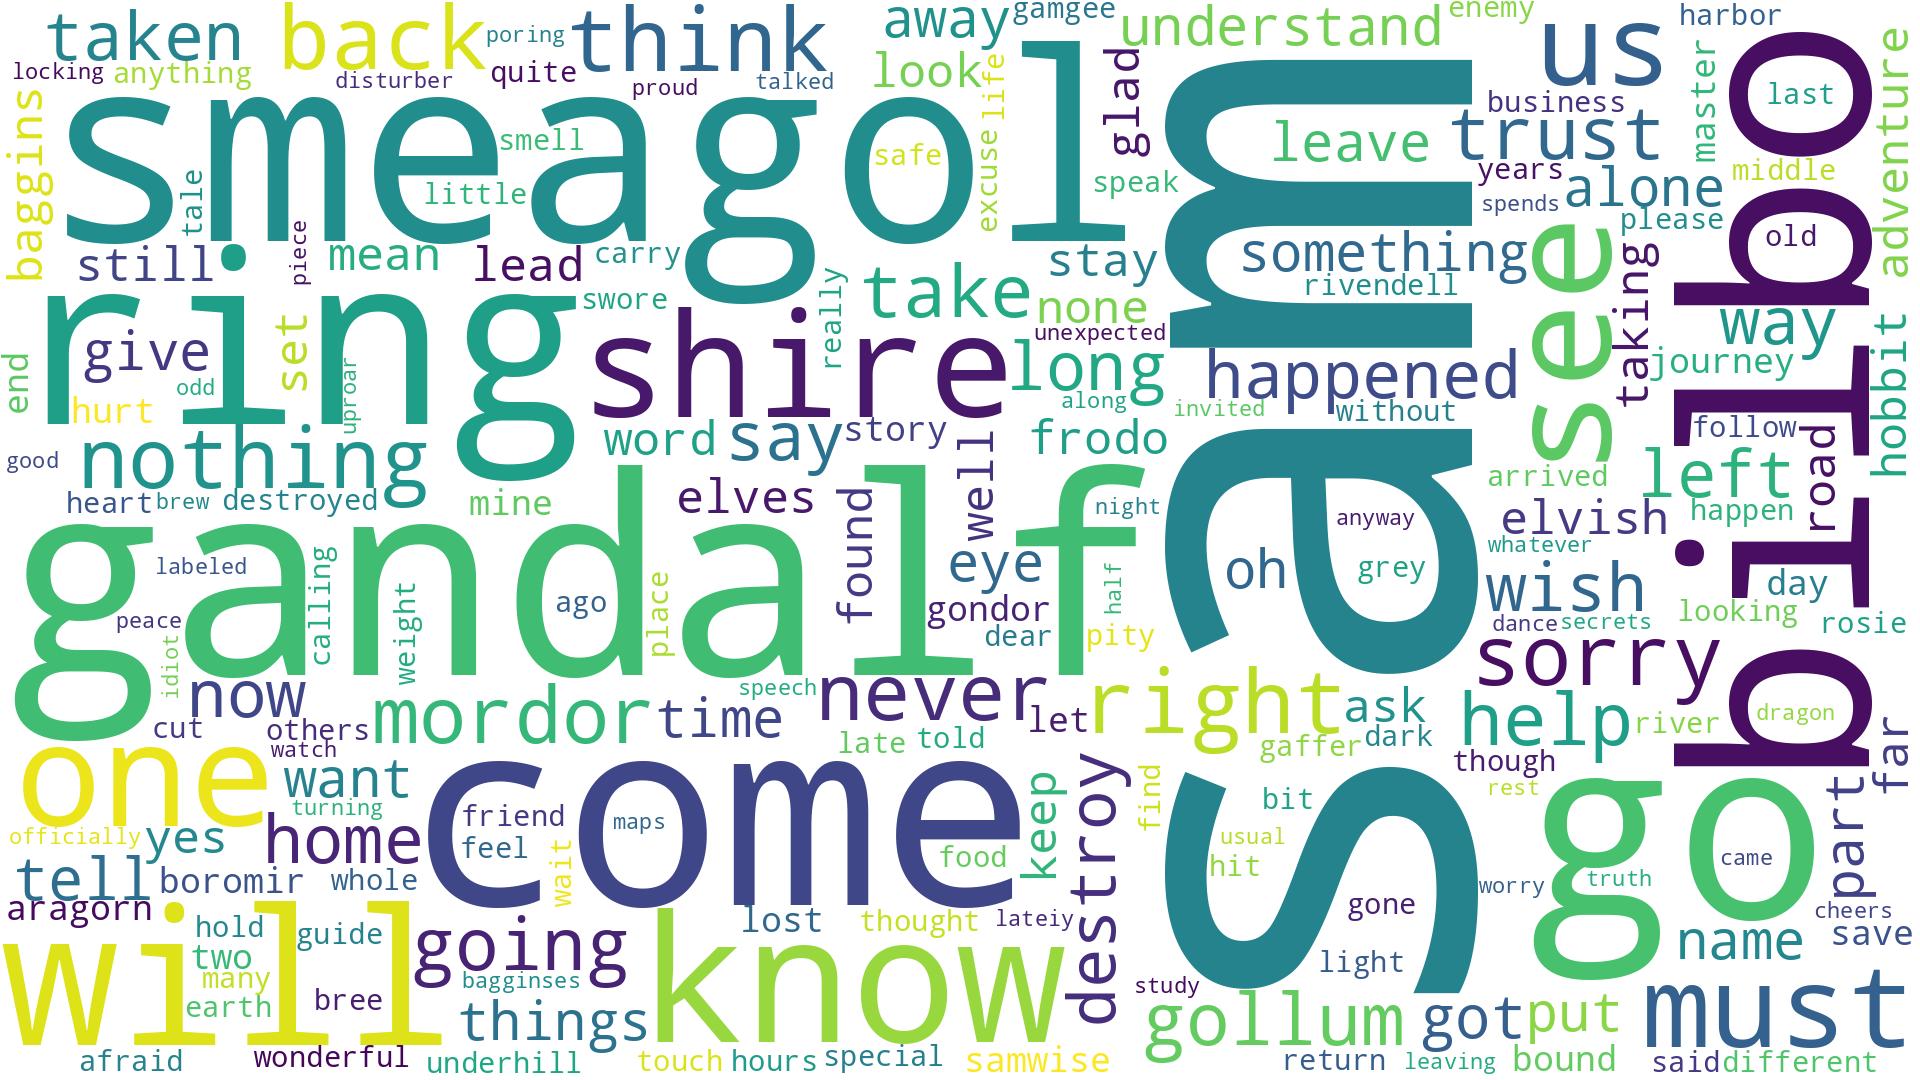 taken
back
poring
think
away
gamgee
understand
enemy
us
harbor
locking
anything
disturber
quite
proud
talked
look
life
glad
business
master
last
adventure
baggins
smeagol
smell
safe
excuse
leave
trust
years
middle
bilbo
tale
little
speak
Sam
spends
alone
please
old
still
piece
mean
lead
carry
stay
something
see
taking
ring
swore
really
take
none
rivendell
way
give
set
shire
unexpected
long
happened
journey
hobbit
end
odd
uproar
along
invited
without
hurt
nothing
word
say
story
well
frodo
follow
road
good
heart
brew
destroyed
mine
elves
found
night
arrived
left
anyway
elvish
happen
gandalf
labeled
calling
eye
half
oh
grey
whatever
wish
day
peace
weight
ago
place
gondor
dear
pity
dance
secrets
looking
rosie
idiot
now
speech
never
sorry
cut
others
mordor
time
let
right
ask
help
river
dragon
watch
late
told
gaffer
dark
though
far
one
want
come
keep
destroy
find
bit
rest
go
part
turning
officially
yes
home
friend
maps
usual
feel
wait
food
hit
came
tell
boromir
whole
worry
truth
aragorn
will
hold
guide
going
lost
thought
lateiy
know
gone
cheers
name
save
two
many
bagginses
light
earth
bree
things
study
gollum
got
put
must
afraid
wonderful
underhill
touch
hours
special
samwise
return
leaving
bound
said
different